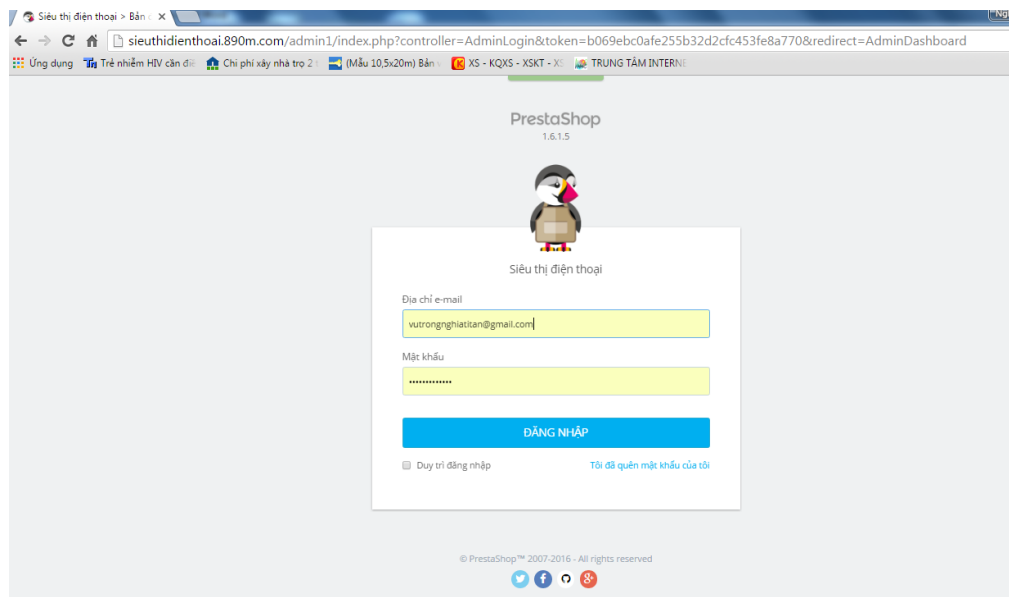 Siêu thị điện thoại > Bản
sieuthidienthoai.890m.com/admin1/index.php?controller=AdminLogin&token=b069ebc0afe255b32d2cfc453fe8a770&redirect=AdminDashboard
Ứng dụng Trẻ nhiễm HIV cần đi Chi phí xây nhà trọ 2 (Mẫu 10,5x20m) Bản v XS - KQXS - XSKT - XS TRUNG TÂM INTERNE
PrestaShop
1.6.1.5
Siêu thị điện thoại
Địa chỉ e-mail
vutrongnghiatitan@gmail.com
Mật khẩu
ĐĂNG NHẬP
Duy trì đăng nhập Tôi đã quên mật khẩu của tôi
© PrestaShop™ 2007-2016 - All rights reserved